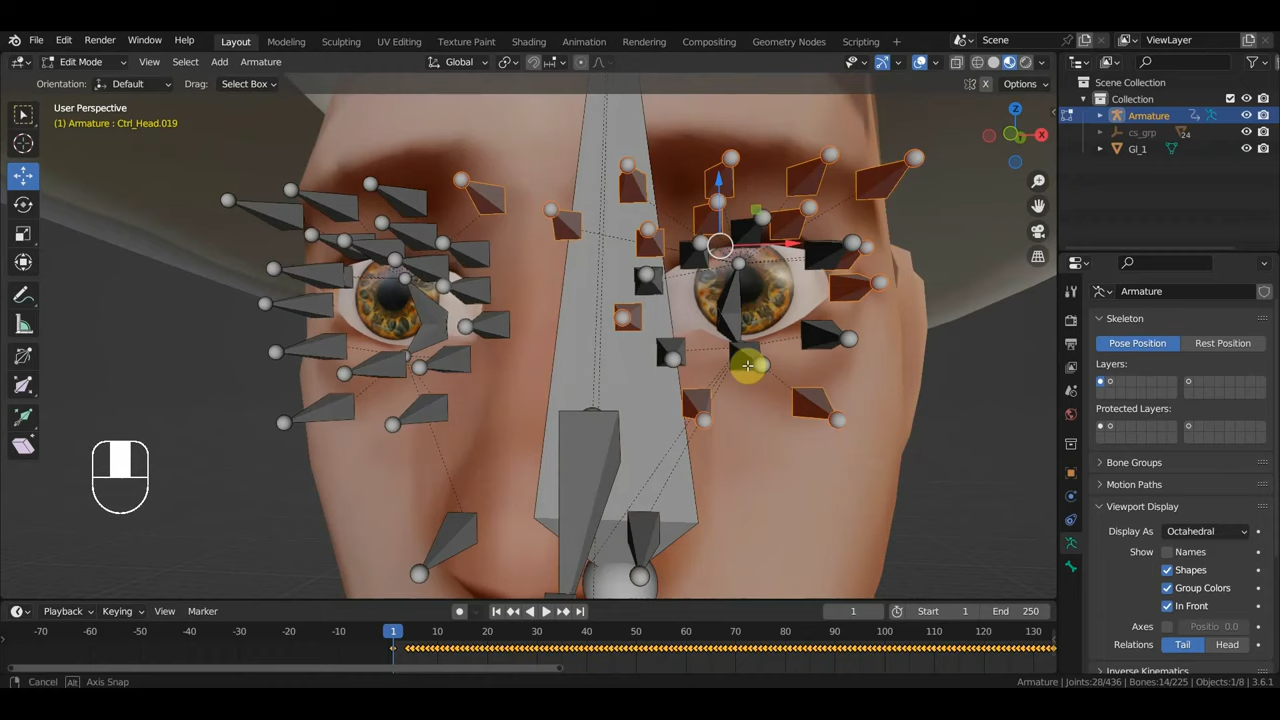 File Edit Render Window Help Layout Modeling Sculpting UV Editing Texture Paint Shading Animation Rendering Compositing Geometry Nodes Scripting + Scene ViewLayer
Edit Mode View Select Add Armature Global
Orientation: Default Drag: Select Box X Options
User Perspective
(1) Armature : Ctrl_Head.019
Z
X
Scene Collection
Collection
Armature
cs_grp 24
GI_1
Armature
Skeleton
Pose Position Rest Position
Layers:
Protected Layers:
Bone Groups
Motion Paths
Viewport Display
Display As Octahedral
Show Names
Shapes
Group Colors
In Front
Axes Positio 0.0
Relations Tail Head
Inverse Kinematics
Playback Keying View Marker 1 Start 1 End 250
-70 -60 -50 -40 -30 -20 -10 1 10 20 30 40 50 60 70 80 90 100 110 120 130
Cancel Alt Axis Snap Armature | Joints:28/436 | Bones:14/225 | Objects:1/8 | 3.6.1